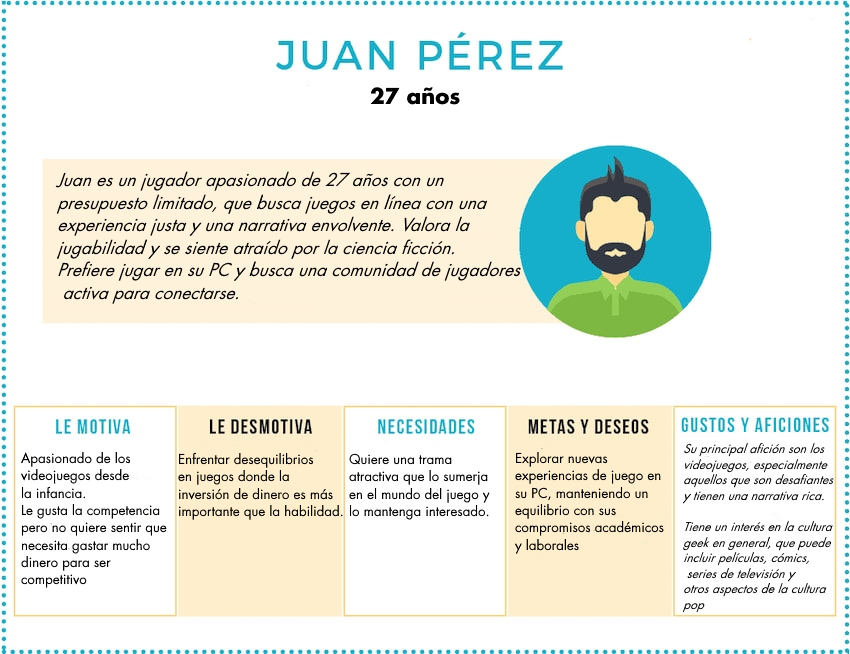 JUAN PÉREZ
27 años
Juan es un jugador apasionado de 27 años con un
presupuesto limitado, que busca juegos en línea con una
experiencia justa y una narrativa envolvente. Valora la
jugabilidad y se siente atraído por la ciencia ficción.
Prefiere jugar en su PC y busca una comunidad de jugadores
activa para conectarse.
LE MOTIVA
Apasionado de los
videojuegos desde
la infancia.
Le gusta la competencia
pero no quiere sentir que
necesita gastar mucho
dinero para ser
competitivo
LE DESMOTIVA
Enfrentar desequilibrios
en juegos donde la
inversión de dinero es más
importante que la habilidad.
NECESIDADES
Quiere una trama
atractiva que lo sumerja
en el mundo del juego y
lo mantenga interesado.
METAS Y DESEOS
Explorar nuevas
experiencias de juego en
su PC, manteniendo un
equilibrio con sus
compromisos académicos
y laborales
GUSTOS Y AFICIONES
Su principal afición son los
videojuegos, especialmente
aquellos que son desafiantes
y tienen una narrativa rica.
Tiene un interés en la cultura
geek en general, que puede
incluir películas, cómics,
series de televisión y
otros aspectos de la cultura
pop